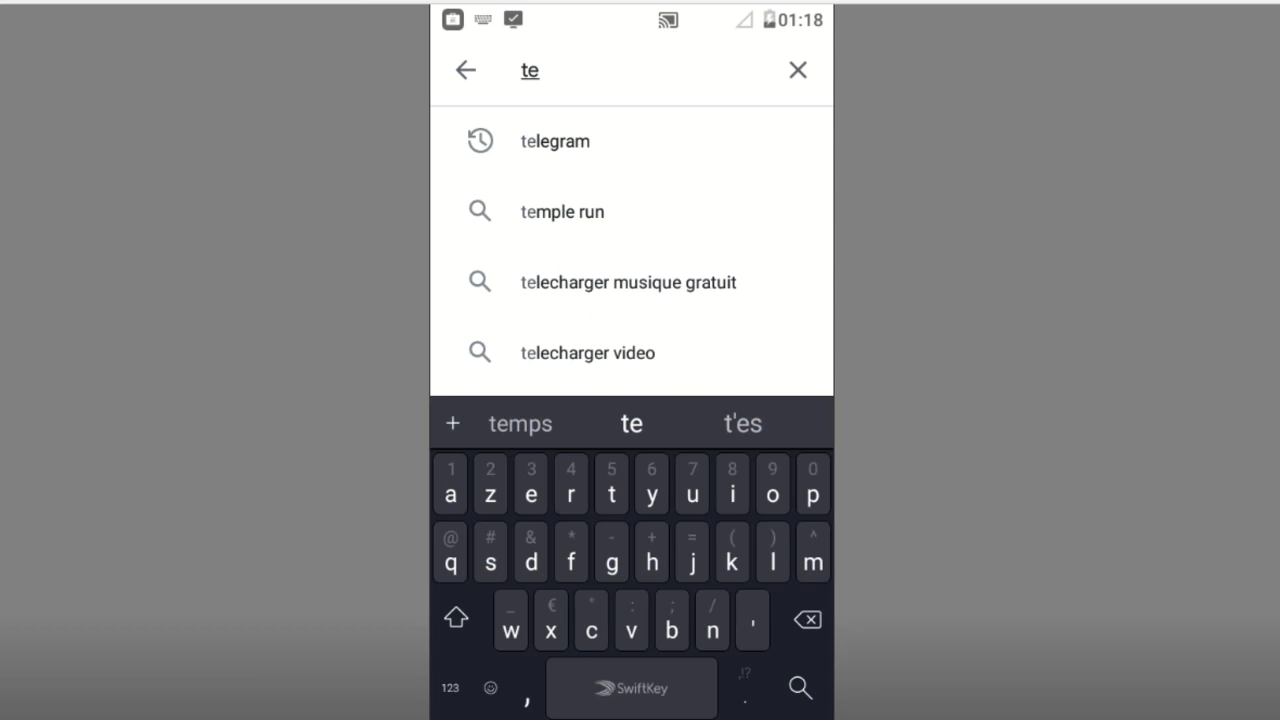 01:18
te
telegram
temple run
telecharger musique gratuit
telecharger video
+ temps te t'es
1 2 3 4 5 6 7 8 9 0
a z e r t y u i o p
@ # & * - + = ( ) ^
q s d f g h j k l m
_ € " : ; /
w x c v b n '
,!?
123 , SwiftKey .